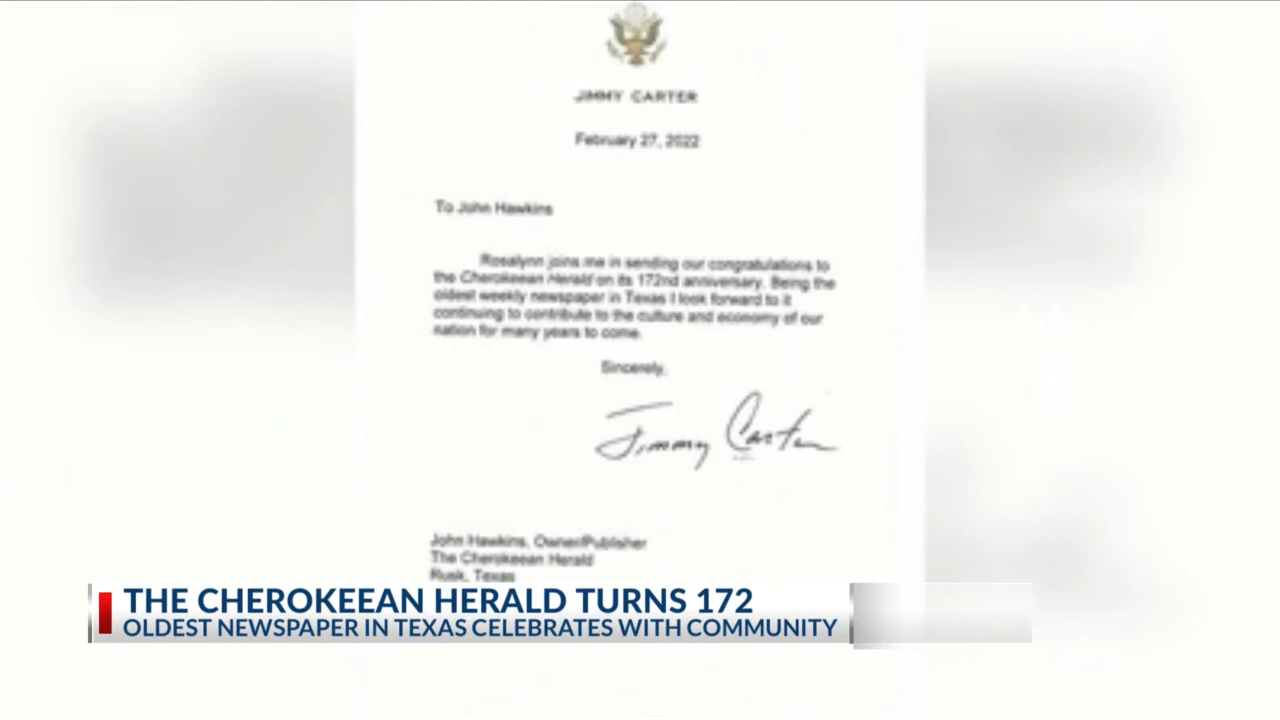 JIMMY CARTER
February 27, 2022
To John Hawkins
Rosalynn joins me in sending our congratulations to
the Cherokeean Herald on its 172nd anniversary. Being the
oldest weekly newspaper in Texas I look forward to it
continuing to contribute to the culture and economy of our
nation for many years to come.
Sincerely,
Jimmy Carter
John Hawkins, Owner/Publisher
The Cherokeean Herald
Rusk, Texas
THE CHEROKEEAN HERALD TURNS 172
OLDEST NEWSPAPER IN TEXAS CELEBRATES WITH COMMUNITY